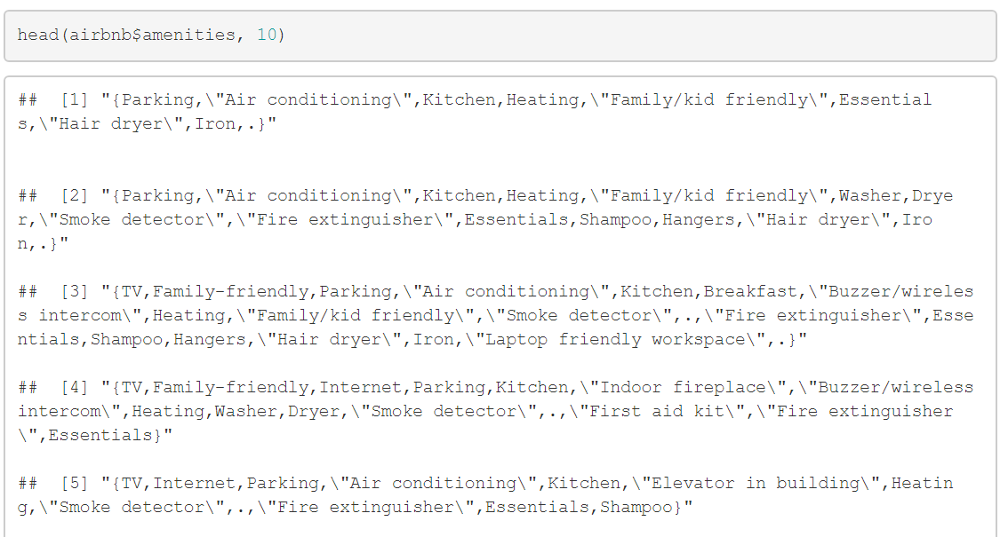 head(airbnb$amenities, 10)
##  [1] "{Parking,\"Air conditioning\",Kitchen,Heating,\"Family/kid friendly\",Essential
s,\"Hair dryer\",Iron,.}"
##  [2] "{Parking,\"Air conditioning\",Kitchen,Heating,\"Family/kid friendly\",Washer,Drye
r,\"Smoke detector\",\"Fire extinguisher\",Essentials,Shampoo,Hangers,\"Hair dryer\",Iro
n,.}"
##  [3] "{TV,Family-friendly,Parking,\"Air conditioning\",Kitchen,Breakfast,\"Buzzer/wireles
s intercom\",Heating,\"Family/kid friendly\",\"Smoke detector\",.,\"Fire extinguisher\",Esse
ntials,Shampoo,Hangers,\"Hair dryer\",Iron,\"Laptop friendly workspace\",.}"
##  [4] "{TV,Family-friendly,Internet,Parking,Kitchen,\"Indoor fireplace\",\"Buzzer/wireless
intercom\",Heating,Washer,Dryer,\"Smoke detector\",.,\"First aid kit\",\"Fire extinguisher
\",Essentials}"
##  [5] "{TV,Internet,Parking,\"Air conditioning\",Kitchen,\"Elevator in building\",Heatin
g,\"Smoke detector\",.,\"Fire extinguisher\",Essentials,Shampoo}"